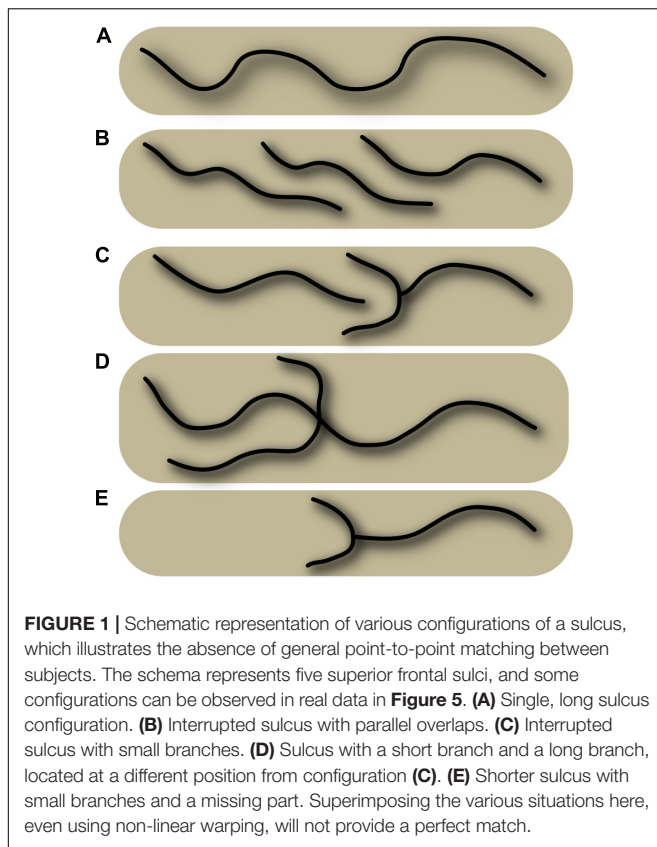 A
B
C
D
E
FIGURE 1 | Schematic representation of various configurations of a sulcus,
which illustrates the absence of general point-to-point matching between
subjects. The schema represents five superior frontal sulci, and some
configurations can be observed in real data in Figure 5. (A) Single, long sulcus
configuration. (B) Interrupted sulcus with parallel overlaps. (C) Interrupted
sulcus with small branches. (D) Sulcus with a short branch and a long branch,
located at a different position from configuration (C). (E) Shorter sulcus with
small branches and a missing part. Superimposing the various situations here,
even using non-linear warping, will not provide a perfect match.